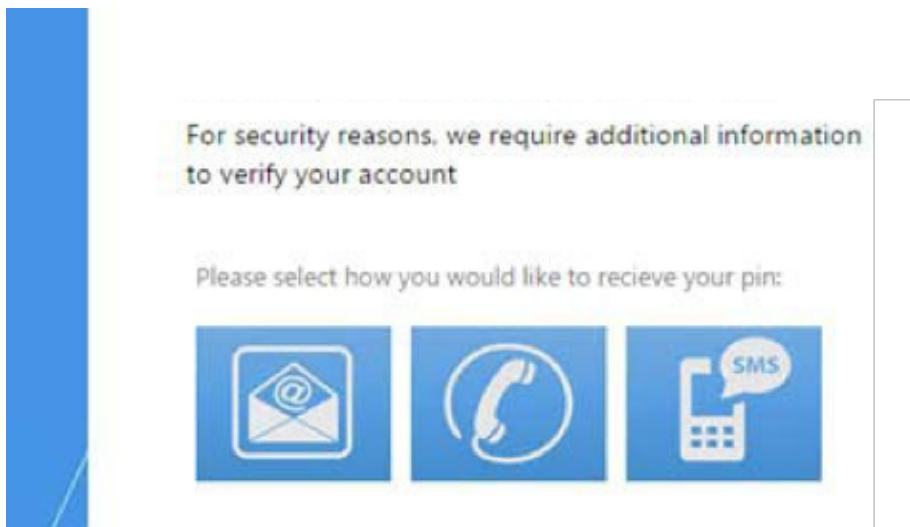 For security reasons, we require additional information
to verify your account
Please select how you would like to recieve your pin:
@
SMS